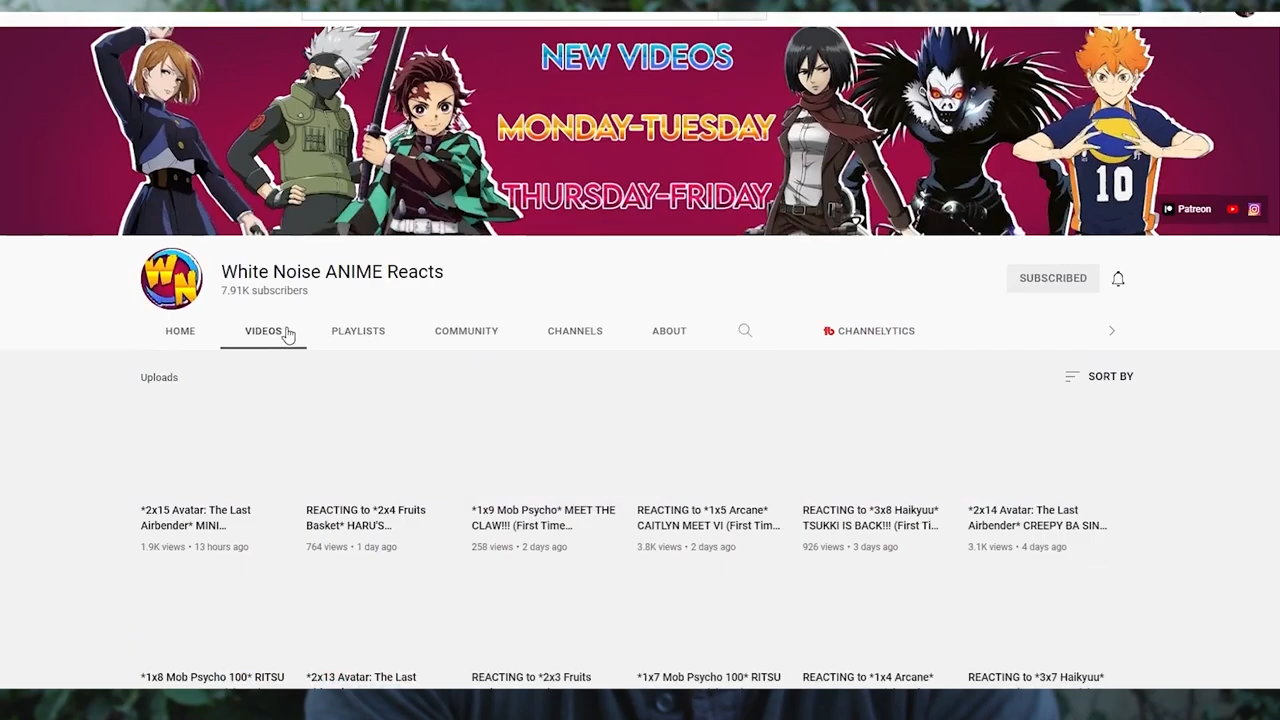 NEW VIDEOS
MONDAY-TUESDAY
THURSDAY-FRIDAY
10
Patreon
WN
White Noise ANIME Reacts
7.91K subscribers
SUBSCRIBED
HOME
VIDEOS
PLAYLISTS
COMMUNITY
CHANNELS
ABOUT
CHANNELYTICS
Uploads
SORT BY
*2x15 Avatar: The Last
Airbender* MINI...
1.9K views • 13 hours ago
REACTING to *2x4 Fruits
Basket* HARU'S...
764 views • 1 day ago
*1x9 Mob Psycho* MEET THE
CLAW!!! (First Time...
258 views • 2 days ago
REACTING to *1x5 Arcane*
CAITLYN MEET VI (First Tim...
3.8K views • 2 days ago
REACTING to *3x8 Haikyuu*
TSUKKI IS BACK!!! (First Ti...
926 views • 3 days ago
*2x14 Avatar: The Last
Airbender* CREEPY BA SIN...
3.1K views • 4 days ago
*1x8 Mob Psycho 100* RITSU
*2x13 Avatar: The Last
REACTING to *2x3 Fruits
*1x7 Mob Psycho 100* RITSU
REACTING to *1x4 Arcane*
REACTING to *3x7 Haikyuu*